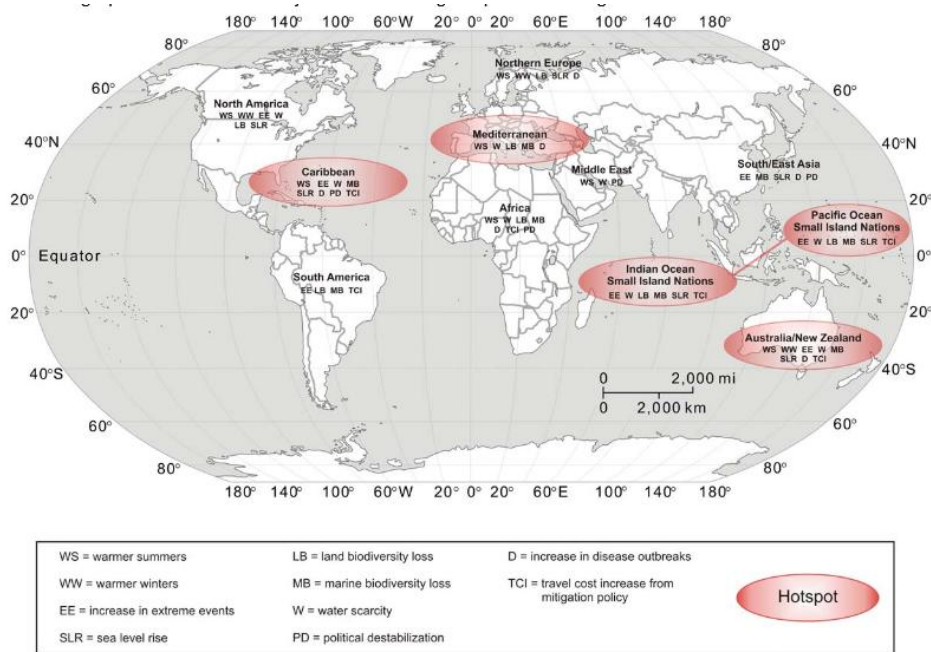 180° 140° 100° 60°W 20° 0° 20° 60°E 100° 140° 180°
80° 80°
Northern Europe
WS WW LB SLR D
60° 60°
North America
WS WW EE W
LB SLR
40°N 40°N
Mediterranean
WS W LB MB D
Caribbean
WS EE W MB
SLR D PD TCI
Middle East
WS W PD
South/East Asia
EE MB SLR D PD
20° 20°
Africa
WS W LB MB
D TCI PD
Pacific Ocean
Small Island Nations
EE W LB MB SLR TCI
Equator 0° 0°
South America
EE LB MB TCI
Indian Ocean
Small Island Nations
EE W LB MB SLR TCI
20° 20°
Australia/New Zealand
WS WW EE W MB
SLR D TCI
40°S 40°S
0 2,000 mi
0 2,000 km
60° 60°
80° 80°
180° 140° 100° 60°W 20° 0° 20° 60°E 100° 140° 180°
WS = warmer summers
WW = warmer winters
EE = increase in extreme events
SLR = sea level rise
LB = land biodiversity loss
MB = marine biodiversity loss
W = water scarcity
PD = political destabilization
D = increase in disease outbreaks
TCI = travel cost increase from
mitigation policy
Hotspot